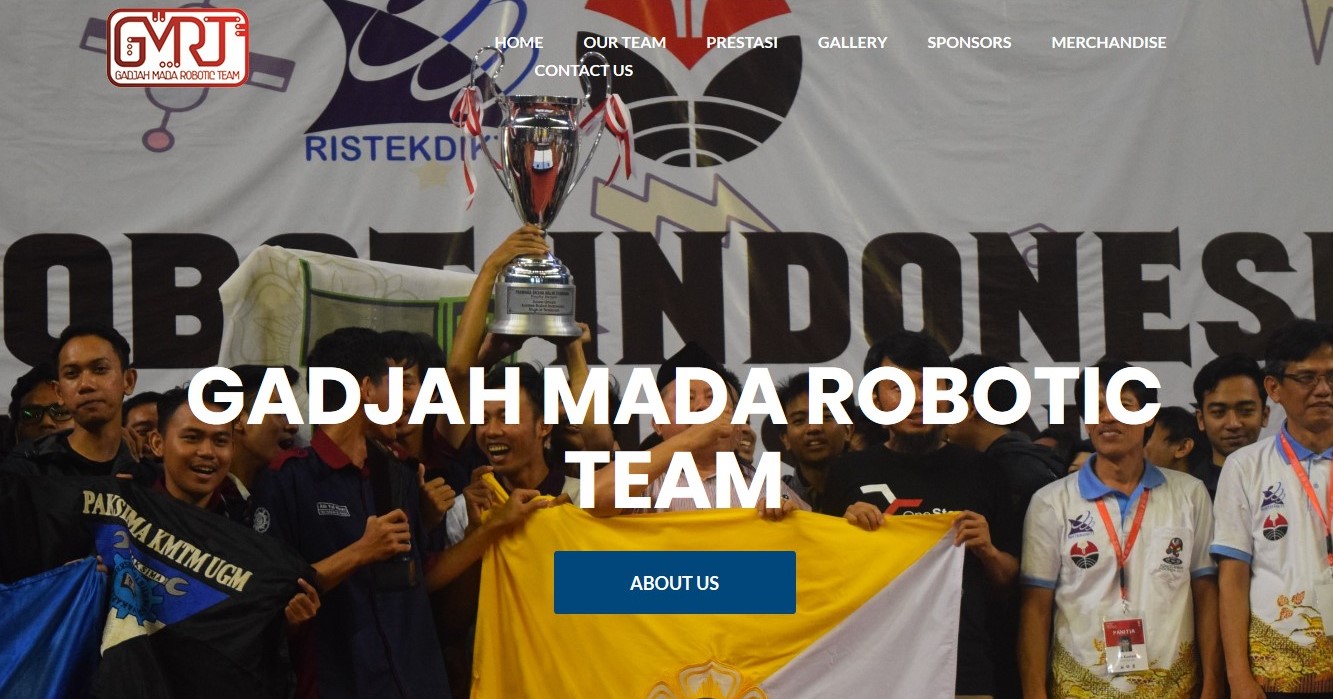 GMRT
GADJAH MADA ROBOTIC TEAM
HOME OUR TEAM PRESTASI GALLERY SPONSORS MERCHANDISE
CONTACT US
RISTEKDIKTI
OBOT INDONESI
GADJAH MADA ROBOTIC
TEAM
PAKSIMA KMTM UGM
ABOUT US
PANITIA